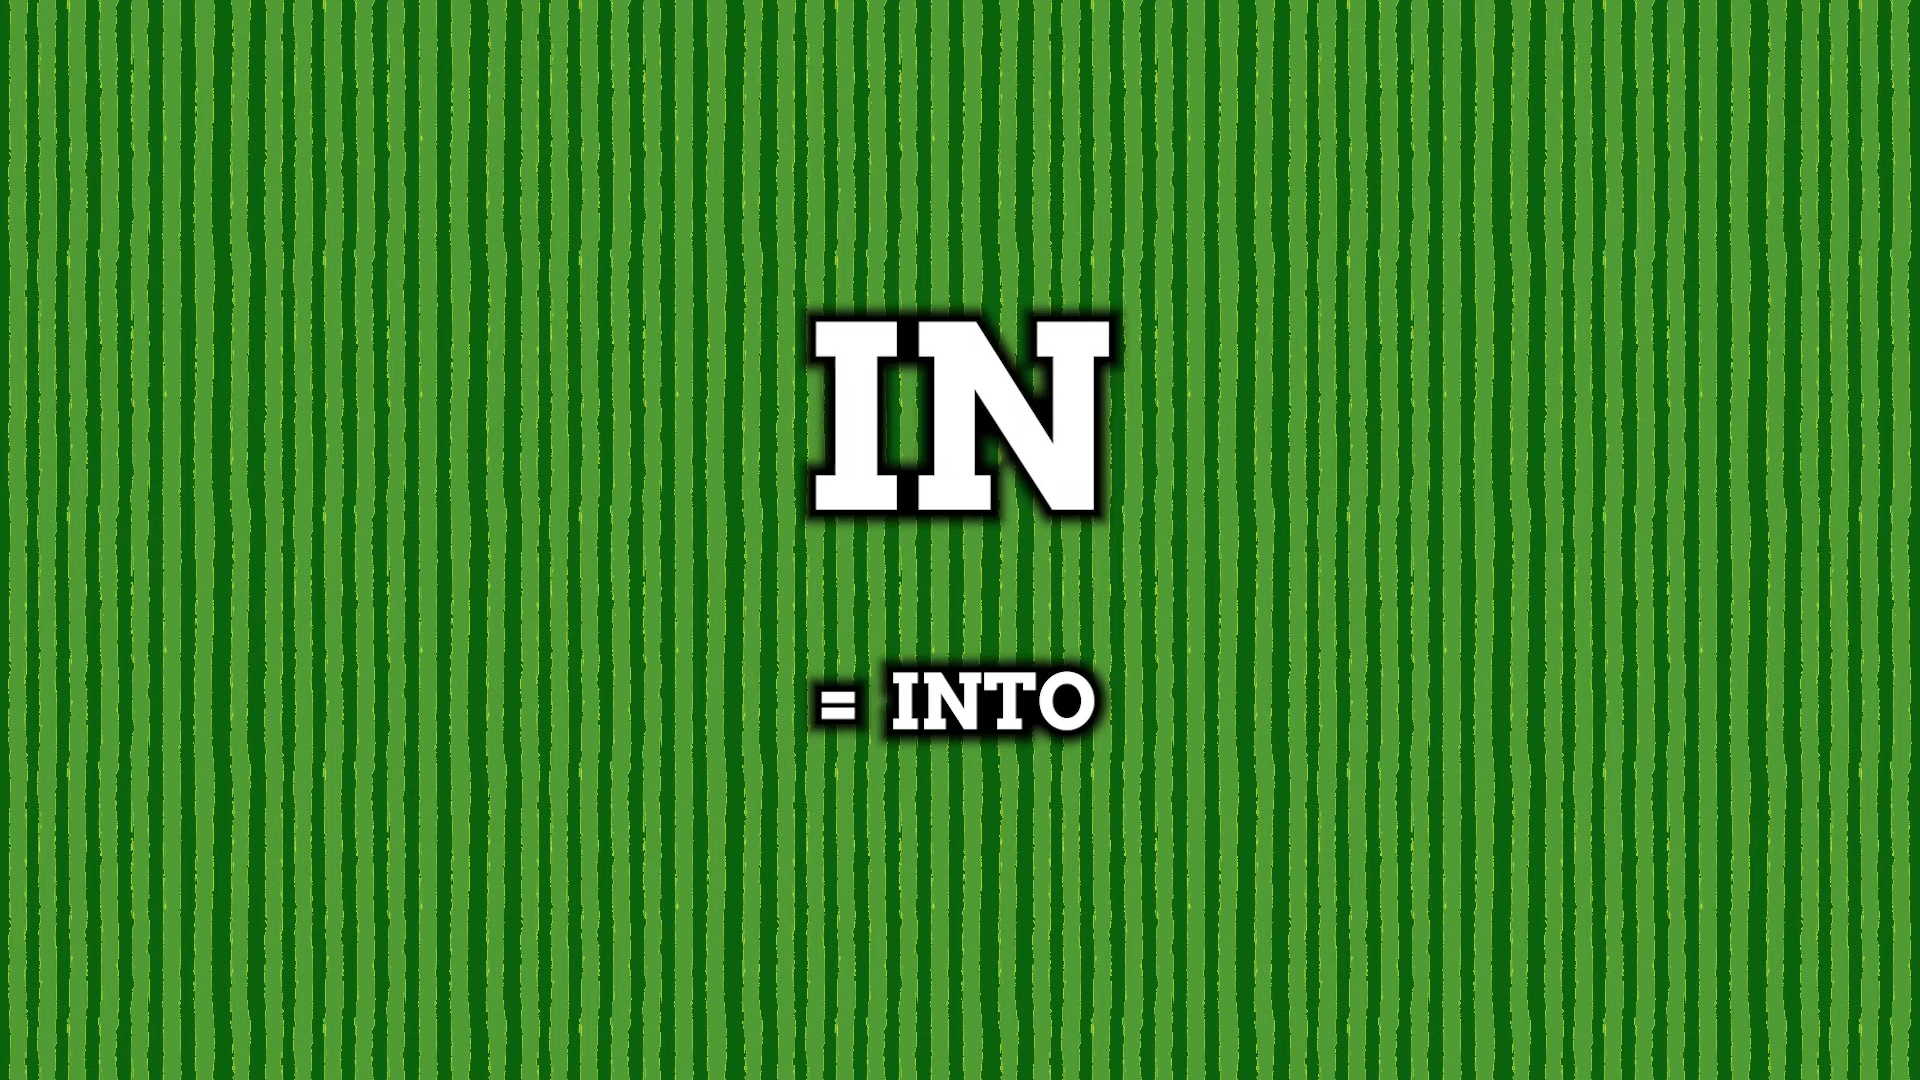 IN
= INTO